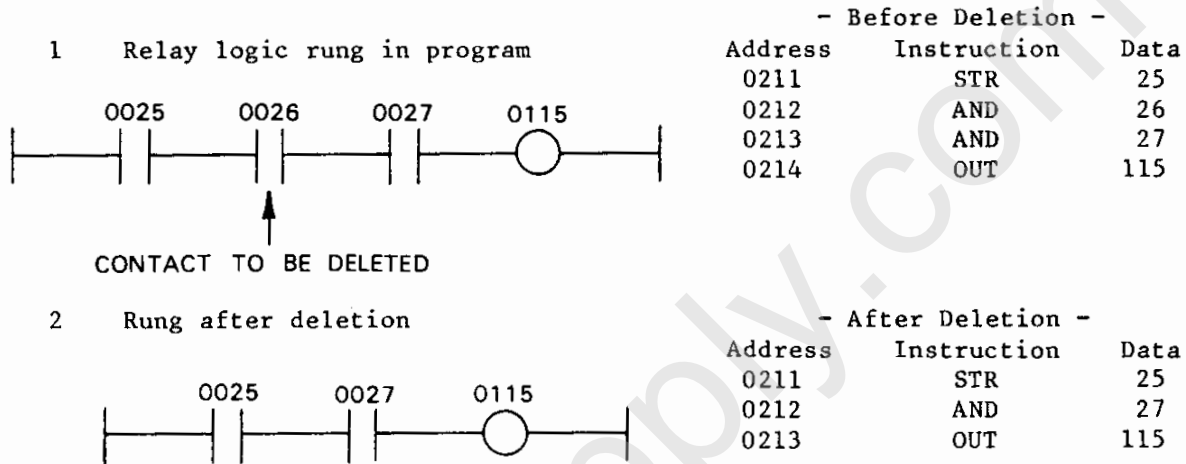 - Before Deletion -
1 Relay logic rung in program
Address Instruction Data
0211 STR 25
0212 AND 26
0213 AND 27
0214 OUT 115
0025 0026 0027 0115
CONTACT TO BE DELETED
2 Rung after deletion
- After Deletion -
Address Instruction Data
0211 STR 25
0212 AND 27
0213 OUT 115
0025 0027 0115
ply.com